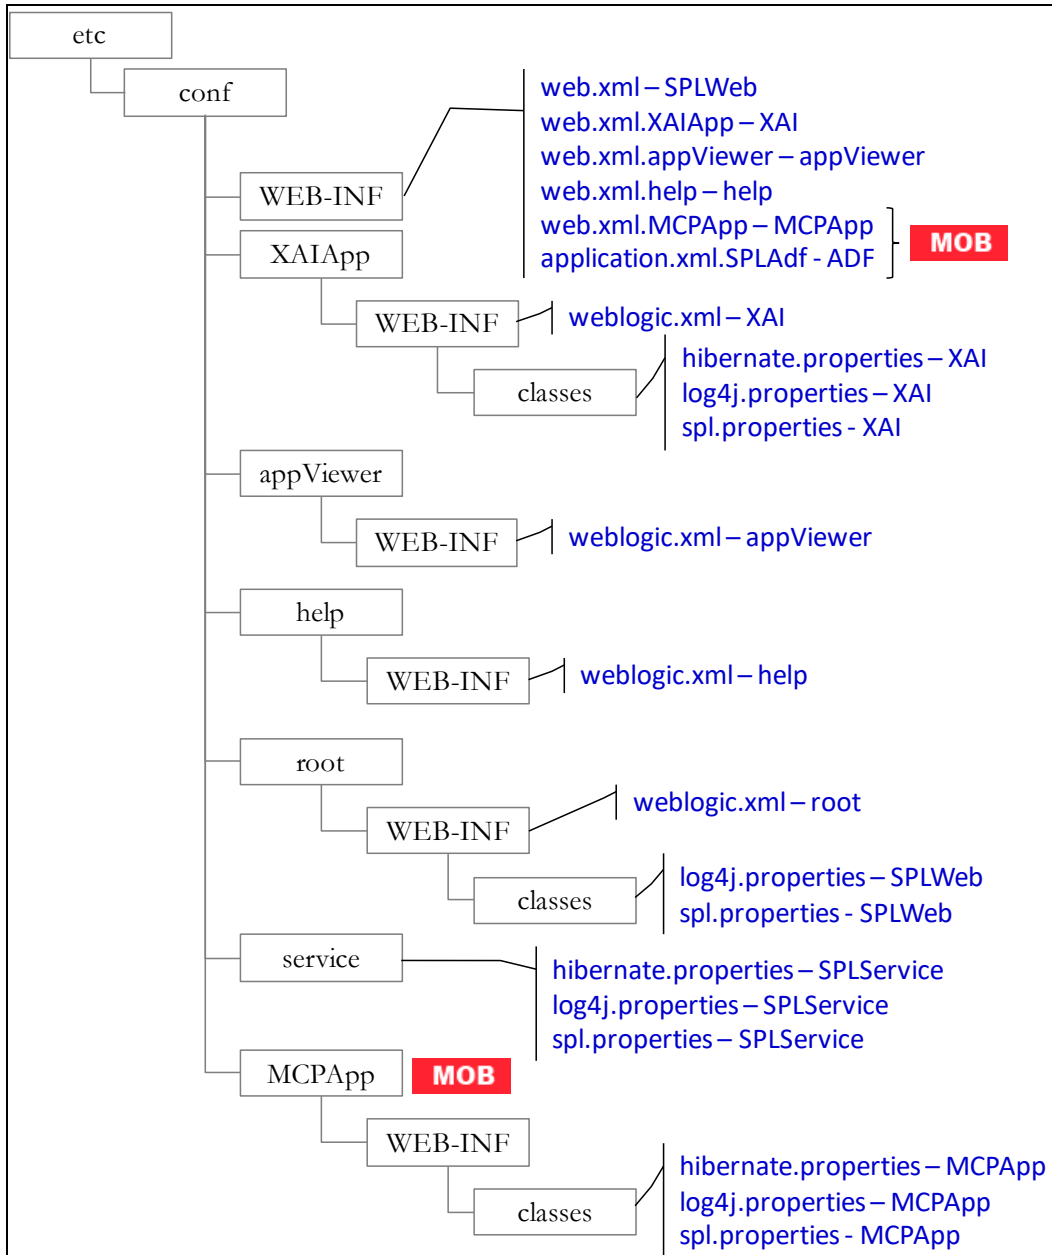 etc
conf
WEB-INF
web.xml – SPLWeb
web.xml.XAIApp – XAI
web.xml.appViewer – appViewer
web.xml.help – help
web.xml.MCPApp – MCPApp
application.xml.SPLAdf - ADF
MOB
XAIApp
WEB-INF
weblogic.xml – XAI
classes
hibernate.properties – XAI
log4j.properties – XAI
spl.properties - XAI
appViewer
WEB-INF
weblogic.xml – appViewer
help
WEB-INF
weblogic.xml – help
root
WEB-INF
weblogic.xml – root
classes
log4j.properties – SPLWeb
spl.properties - SPLWeb
service
hibernate.properties – SPLService
log4j.properties – SPLService
spl.properties – SPLService
MCPApp
MOB
WEB-INF
classes
hibernate.properties – MCPApp
log4j.properties – MCPApp
spl.properties - MCPApp